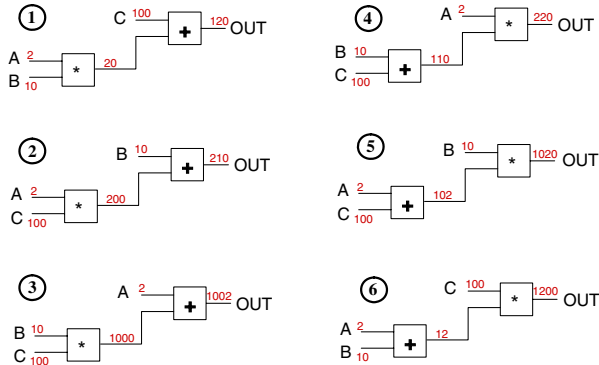 1
C 100 + 120 OUT
A 2
B 10 * 20
2
B 10 + 210 OUT
A 2
C 100 * 200
3
A 2 + 1002 OUT
B 10
C 100 * 1000
4
A 2 * 220 OUT
B 10
C 100 + 110
5
B 10 * 1020 OUT
A 2
C 100 + 102
6
C 100 * 1200 OUT
A 2
B 10 + 12